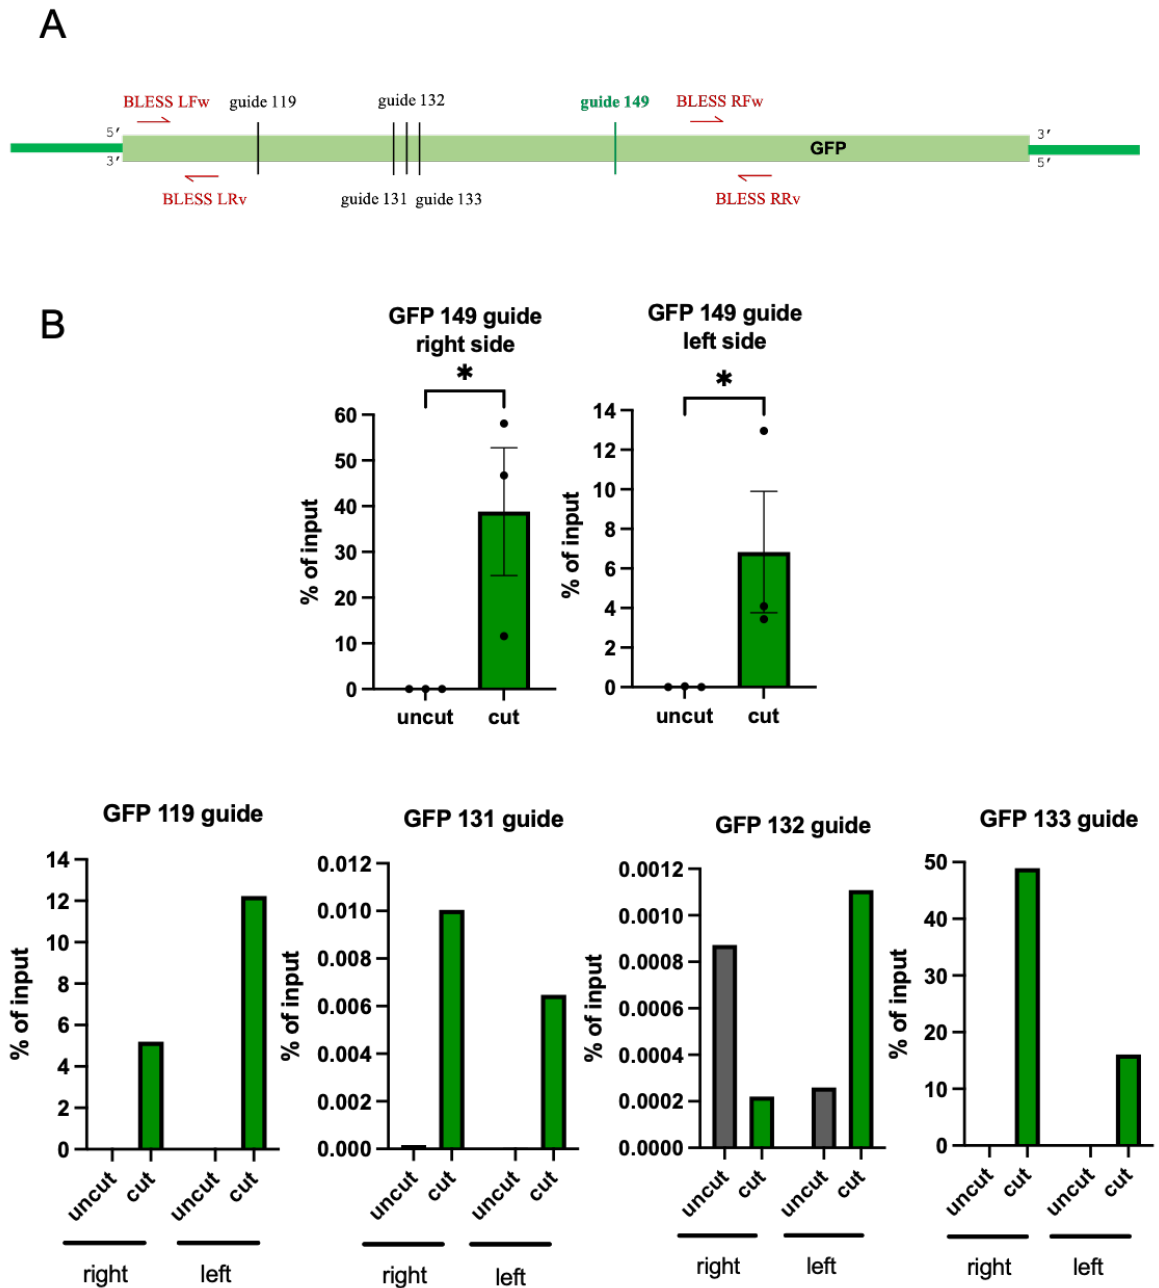 A
BLESS LFw guide 119 guide 132 guide 149 BLESS RFw
5′ 3′
GFP
3′ 5′
BLESS LRv guide 131 guide 133 BLESS RRv
B
GFP 149 guide
right side
*
% of input
60
50
40
30
20
10
0
uncut cut
GFP 149 guide
left side
*
% of input
14
12
10
8
6
4
2
0
uncut cut
GFP 119 guide
% of input
14
12
10
8
6
4
2
0
uncut cut uncut cut
right left
GFP 131 guide
% of input
0.012
0.010
0.008
0.006
0.004
0.002
0.000
uncut cut uncut cut
right left
GFP 132 guide
% of input
0.0012
0.0010
0.0008
0.0006
0.0004
0.0002
0.0000
uncut cut uncut cut
right left
GFP 133 guide
% of input
50
40
30
20
10
0
uncut cut uncut cut
right left